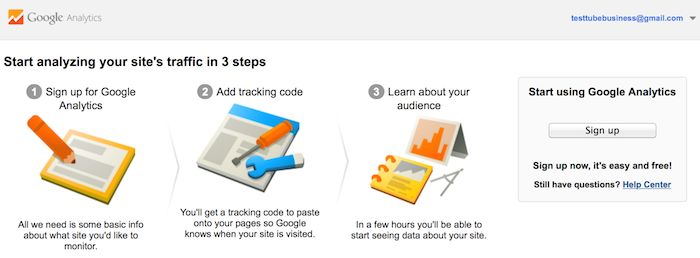 Google Analytics
testtubebusiness@gmail.com
Start analyzing your site's traffic in 3 steps
1 Sign up for Google
Analytics
All we need is some basic info
about what site you'd like to
monitor.
2 Add tracking code
You'll get a tracking code to paste
onto your pages so Google
knows when your site is visited.
3 Learn about your
audience
In a few hours you'll be able to
start seeing data about your site.
Start using Google Analytics
Sign up
Sign up now, it's easy and free!
Still have questions? Help Center